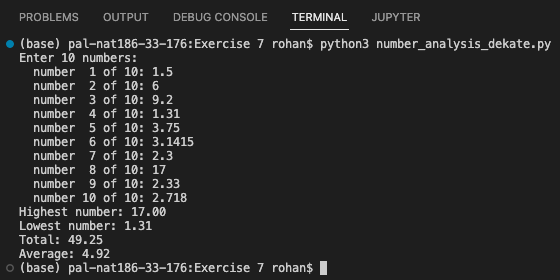 PROBLEMS OUTPUT DEBUG CONSOLE TERMINAL JUPYTER
(base) pal-nat186-33-176:Exercise 7 rohan$ python3 number_analysis_dekate.py
Enter 10 numbers:
  number  1 of 10: 1.5
  number  2 of 10: 6
  number  3 of 10: 9.2
  number  4 of 10: 1.31
  number  5 of 10: 3.75
  number  6 of 10: 3.1415
  number  7 of 10: 2.3
  number  8 of 10: 17
  number  9 of 10: 2.33
  number 10 of 10: 2.718
Highest number: 17.00
Lowest number: 1.31
Total: 49.25
Average: 4.92
(base) pal-nat186-33-176:Exercise 7 rohan$